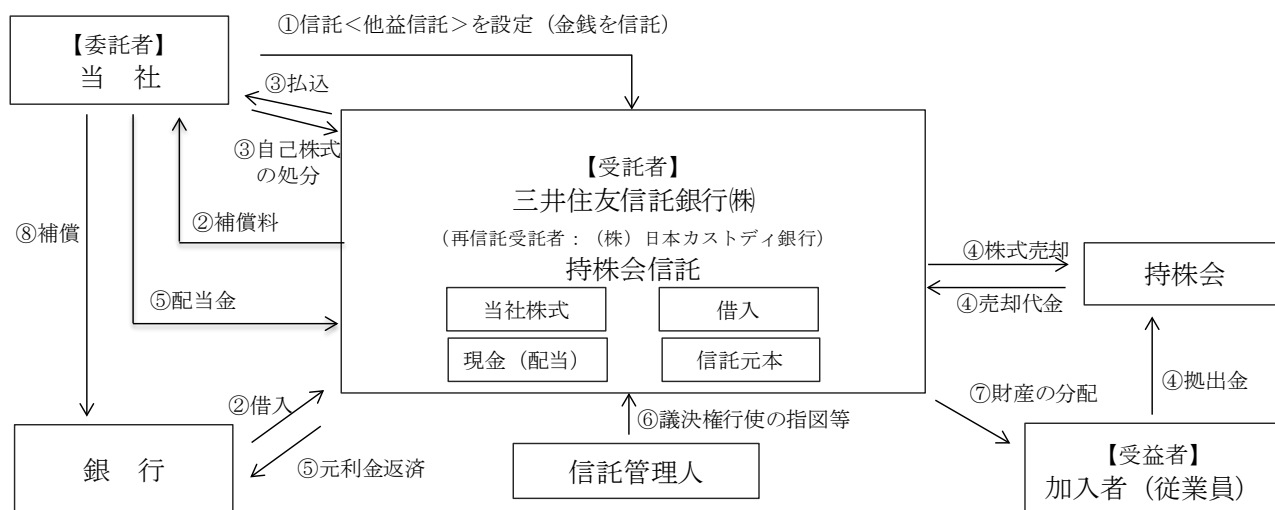 ①信託＜他益信託＞を設定（金銭を信託）
【委託者】
当　社
③払込
③自己株式
の処分
【受託者】
三井住友信託銀行㈱
（再信託受託者：（株）日本カストディ銀行）
持株会信託
②補償料
⑧補償
④株式売却
持株会
④売却代金
⑤配当金
当社株式
借入
現金（配当）
信託元本
④拠出金
⑦財産の分配
②借入
⑥議決権行使の指図等
銀　行
⑤元利金返済
信託管理人
【受益者】
加入者（従業員）